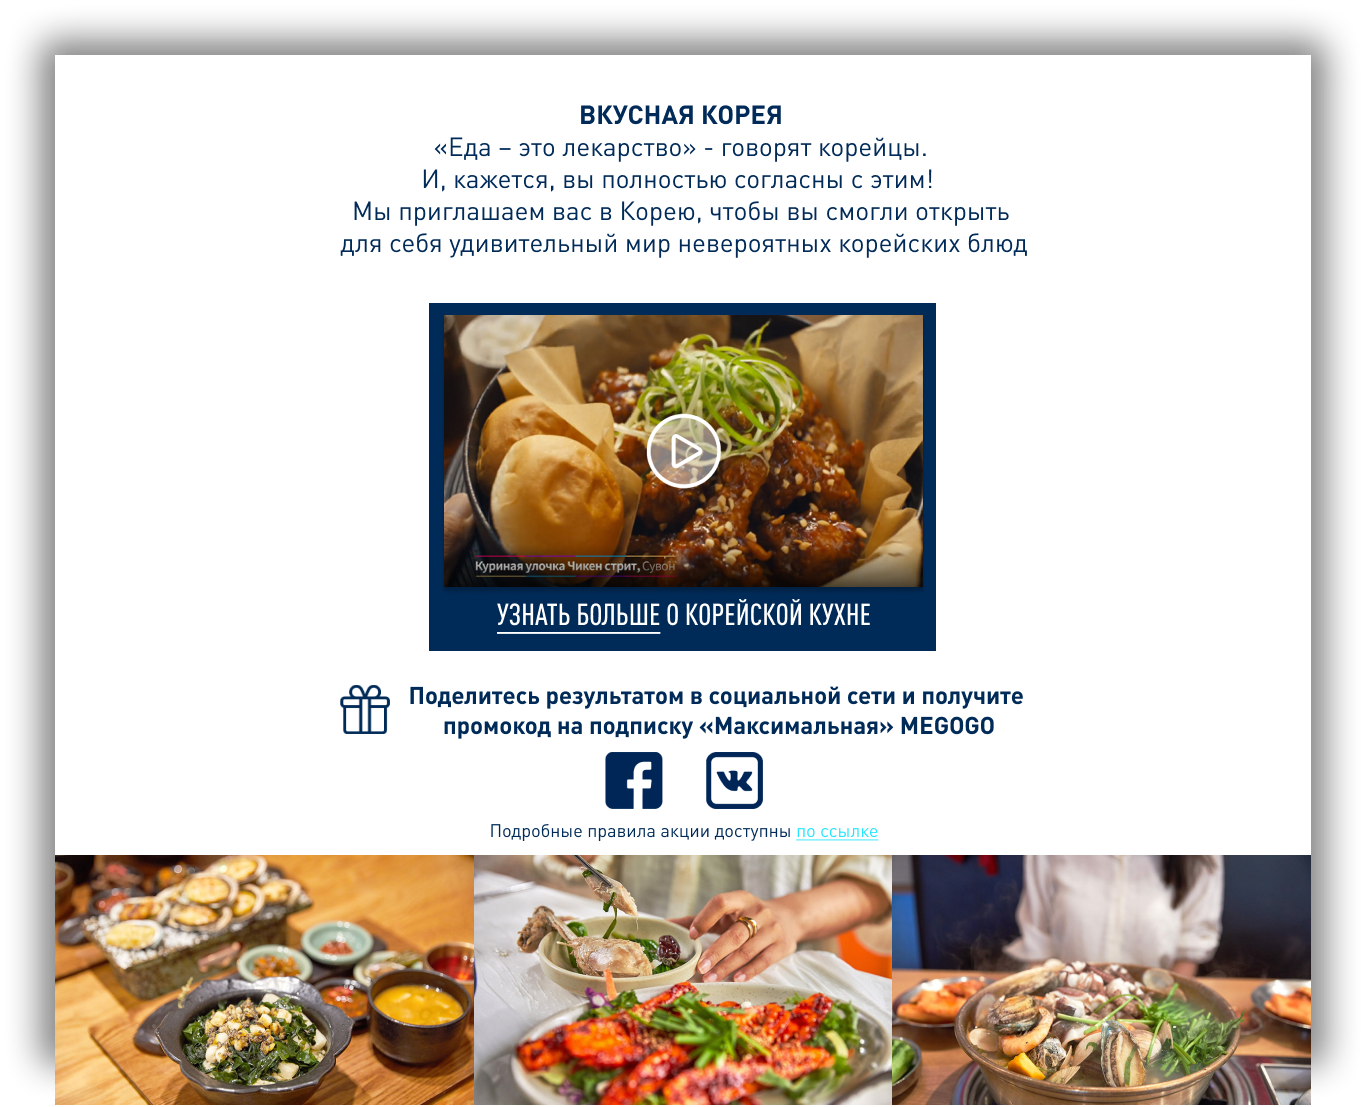 ВКУСНАЯ КОРЕЯ
«Еда – это лекарство» - говорят корейцы.
И, кажется, вы полностью согласны с этим!
Мы приглашаем вас в Корею, чтобы вы смогли открыть
для себя удивительный мир невероятных корейских блюд
Куриная улочка Чикен стрит, Сувон
УЗНАТЬ БОЛЬШЕ О КОРЕЙСКОЙ КУХНЕ
Поделитесь результатом в социальной сети и получите
промокод на подписку «Максимальная» MEGOGO
Подробные правила акции доступны по ссылке